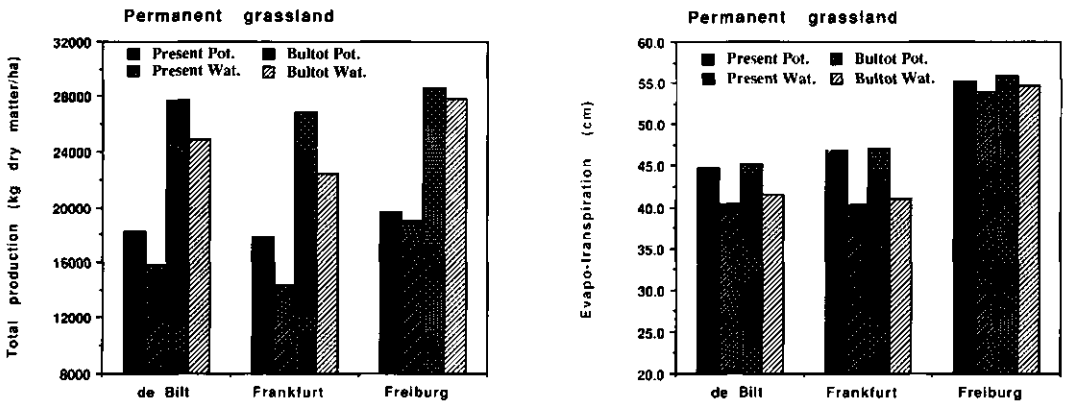 Permanent grassland
Total production (kg dry matter/ha)
32000
28000
24000
20000
16000
12000
8000
Present Pot. Bultot Pot.
Present Wat. Bultot Wat.
de Bilt Frankfurt Freiburg
Permanent grassland
Evapo-transpiration (cm)
60.0
55.0
50.0
45.0
40.0
35.0
30.0
25.0
20.0
Present Pot. Bultot Pot.
Present Wat. Bultot Wat.
de Bilt Frankfurt Freiburg